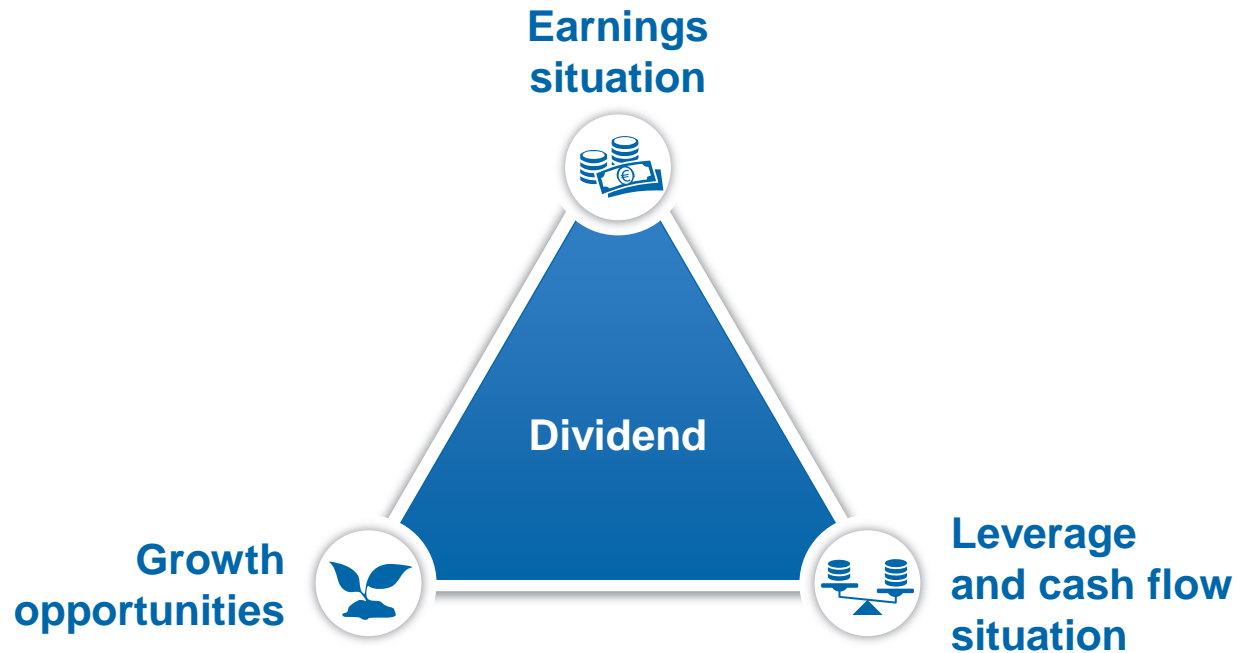 Earnings
situation
€
Dividend
Growth
opportunities
Leverage
and cash flow
situation